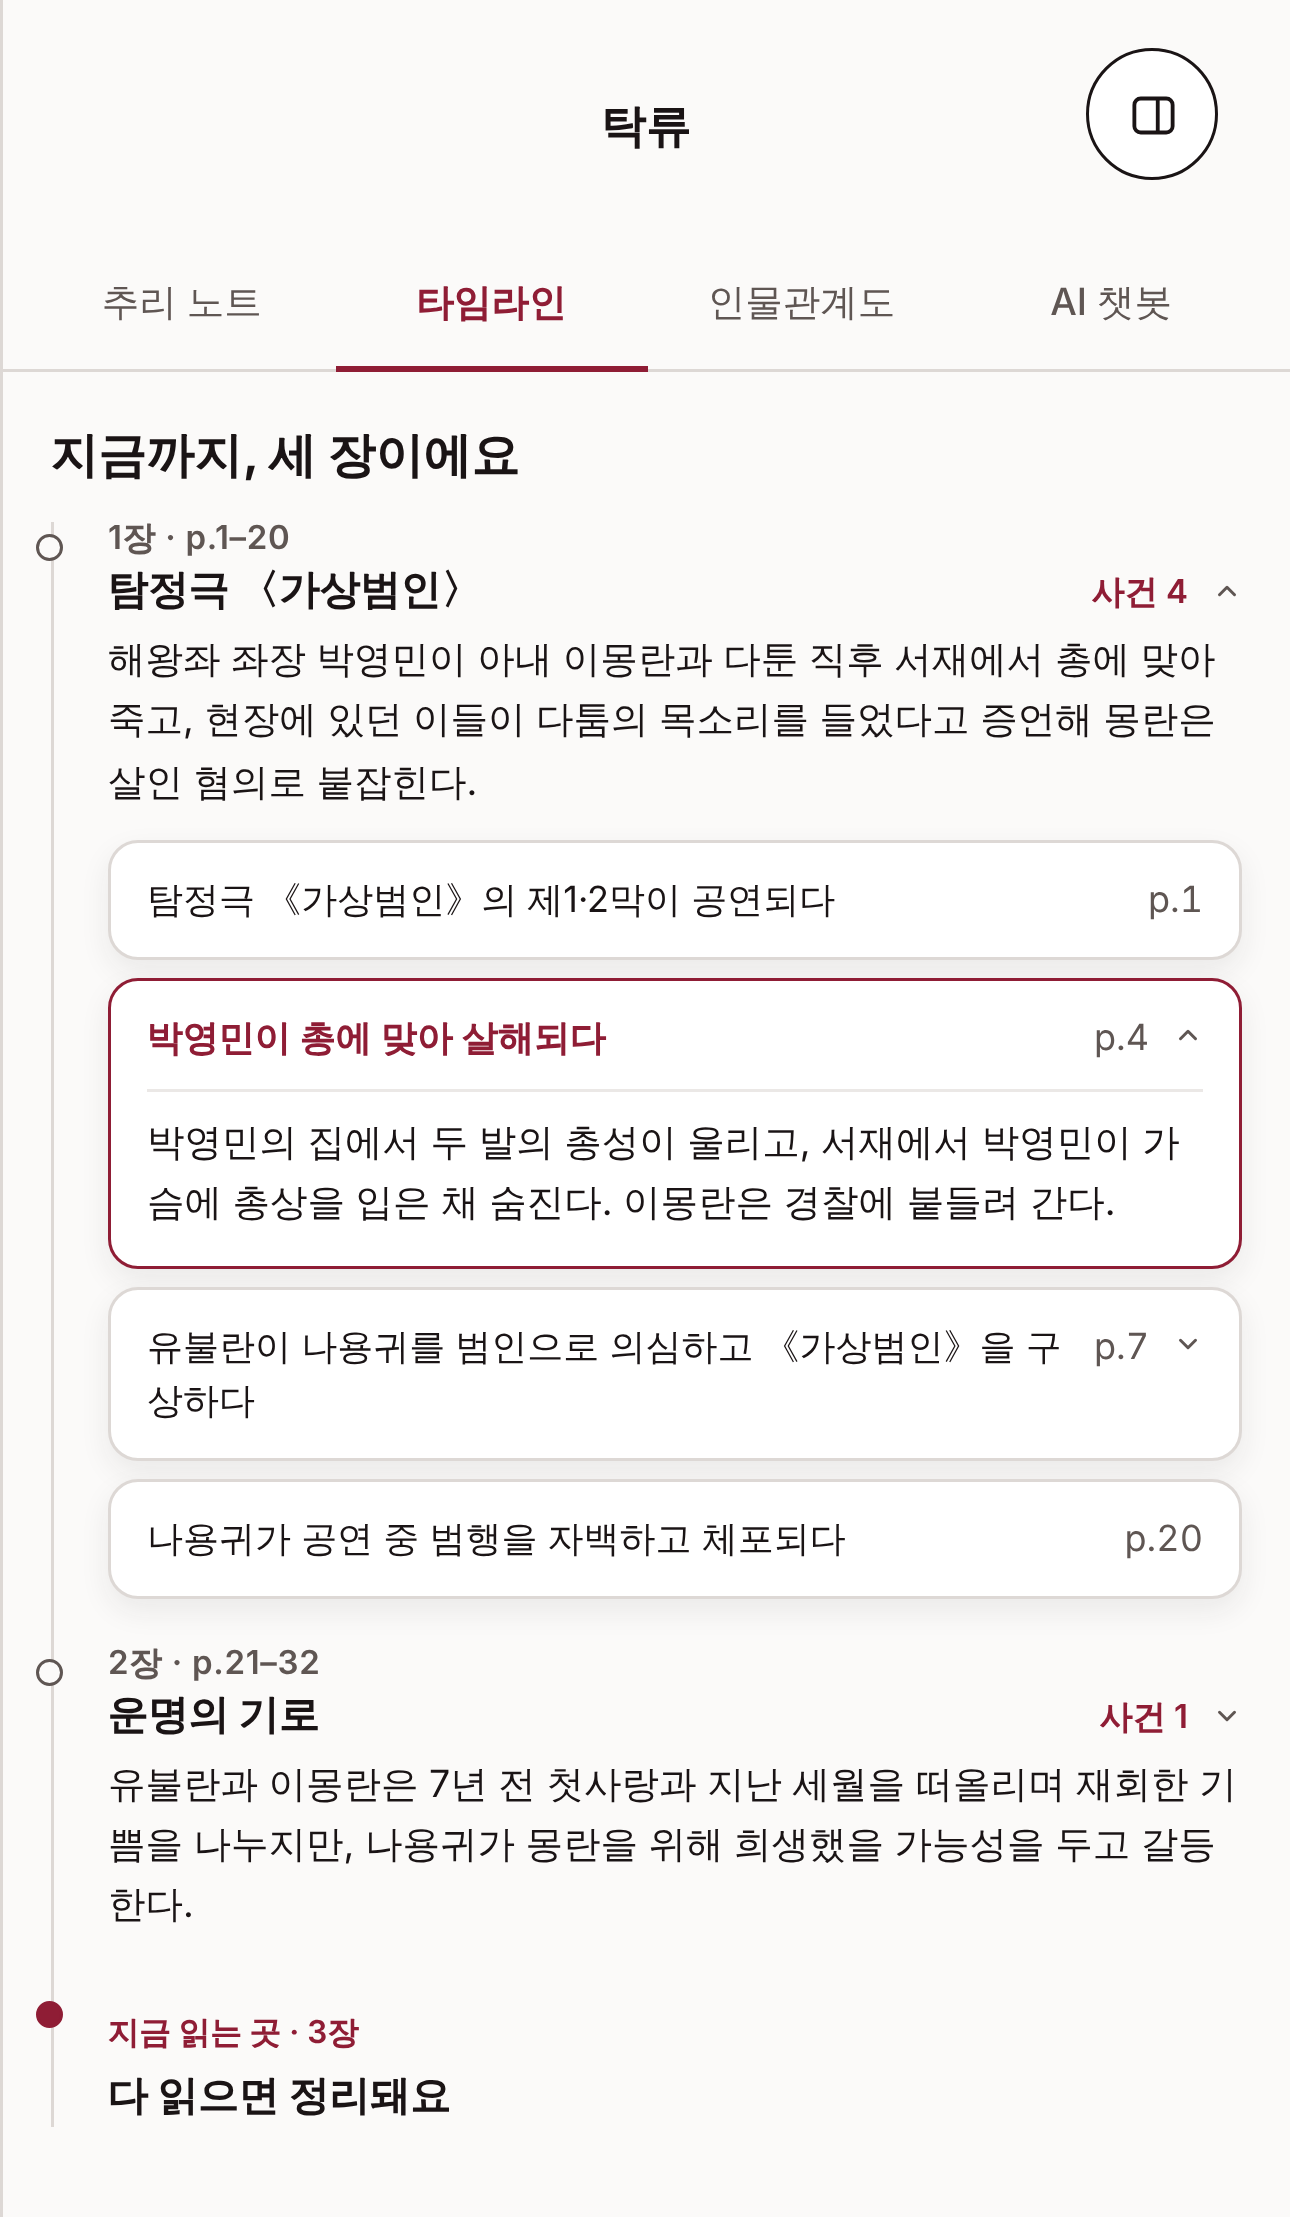 탁류
추리 노트
타임라인
인물관계도
AI 챗봇
지금까지, 세 장이에요
1장 · p.1–20
탐정극 〈가상범인〉
사건 4
해왕좌 좌장 박영민이 아내 이몽란과 다툰 직후 서재에서 총에 맞아
죽고, 현장에 있던 이들이 다툼의 목소리를 들었다고 증언해 몽란은
살인 혐의로 붙잡힌다.
탐정극 《가상범인》의 제1·2막이 공연되다 p.1
박영민이 총에 맞아 살해되다 p.4
박영민의 집에서 두 발의 총성이 울리고, 서재에서 박영민이 가
슴에 총상을 입은 채 숨진다. 이몽란은 경찰에 붙들려 간다.
유불란이 나용귀를 범인으로 의심하고 《가상범인》을 구 p.7
상하다
나용귀가 공연 중 범행을 자백하고 체포되다 p.20
2장 · p.21–32
운명의 기로
사건 1
유불란과 이몽란은 7년 전 첫사랑과 지난 세월을 떠올리며 재회한 기
쁨을 나누지만, 나용귀가 몽란을 위해 희생했을 가능성을 두고 갈등
한다.
지금 읽는 곳 · 3장
다 읽으면 정리돼요